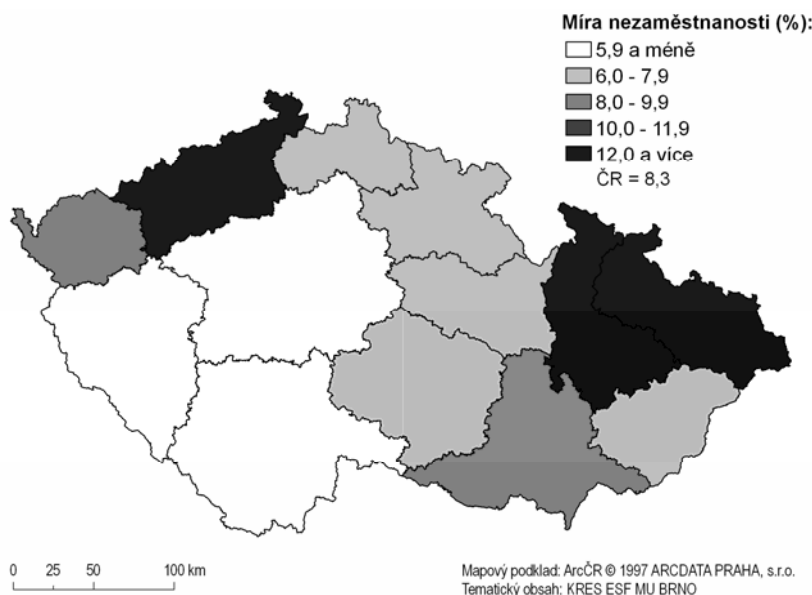 Míra nezaměstnanosti (%):
5,9 a méně
6,0 - 7,9
8,0 - 9,9
10,0 - 11,9
12,0 a více
ČR = 8,3
0 25 50 100 km
Mapový podklad: ArcČR © 1997 ARCDATA PRAHA, s.r.o.
Tematický obsah: KRES ESF MU BRNO